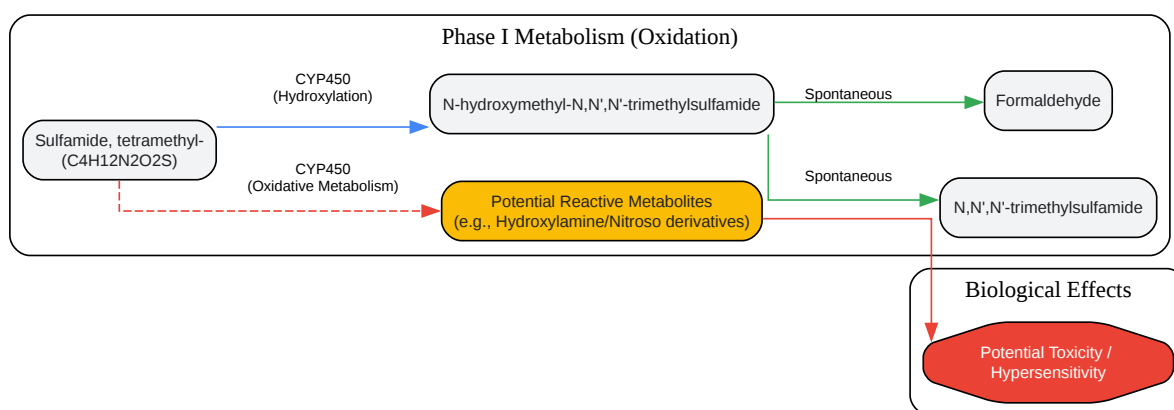 Phase I Metabolism (Oxidation)
CYP450
(Hydroxylation)
N-hydroxymethyl-N,N',N'-trimethylsulfamide
Spontaneous
Formaldehyde
Sulfamide, tetramethyl-
(C4H12N2O2S)
CYP450
(Oxidative Metabolism)
Potential Reactive Metabolites
(e.g., Hydroxylamine/Nitroso derivatives)
Spontaneous
N,N',N'-trimethylsulfamide
Biological Effects
Potential Toxicity /
Hypersensitivity